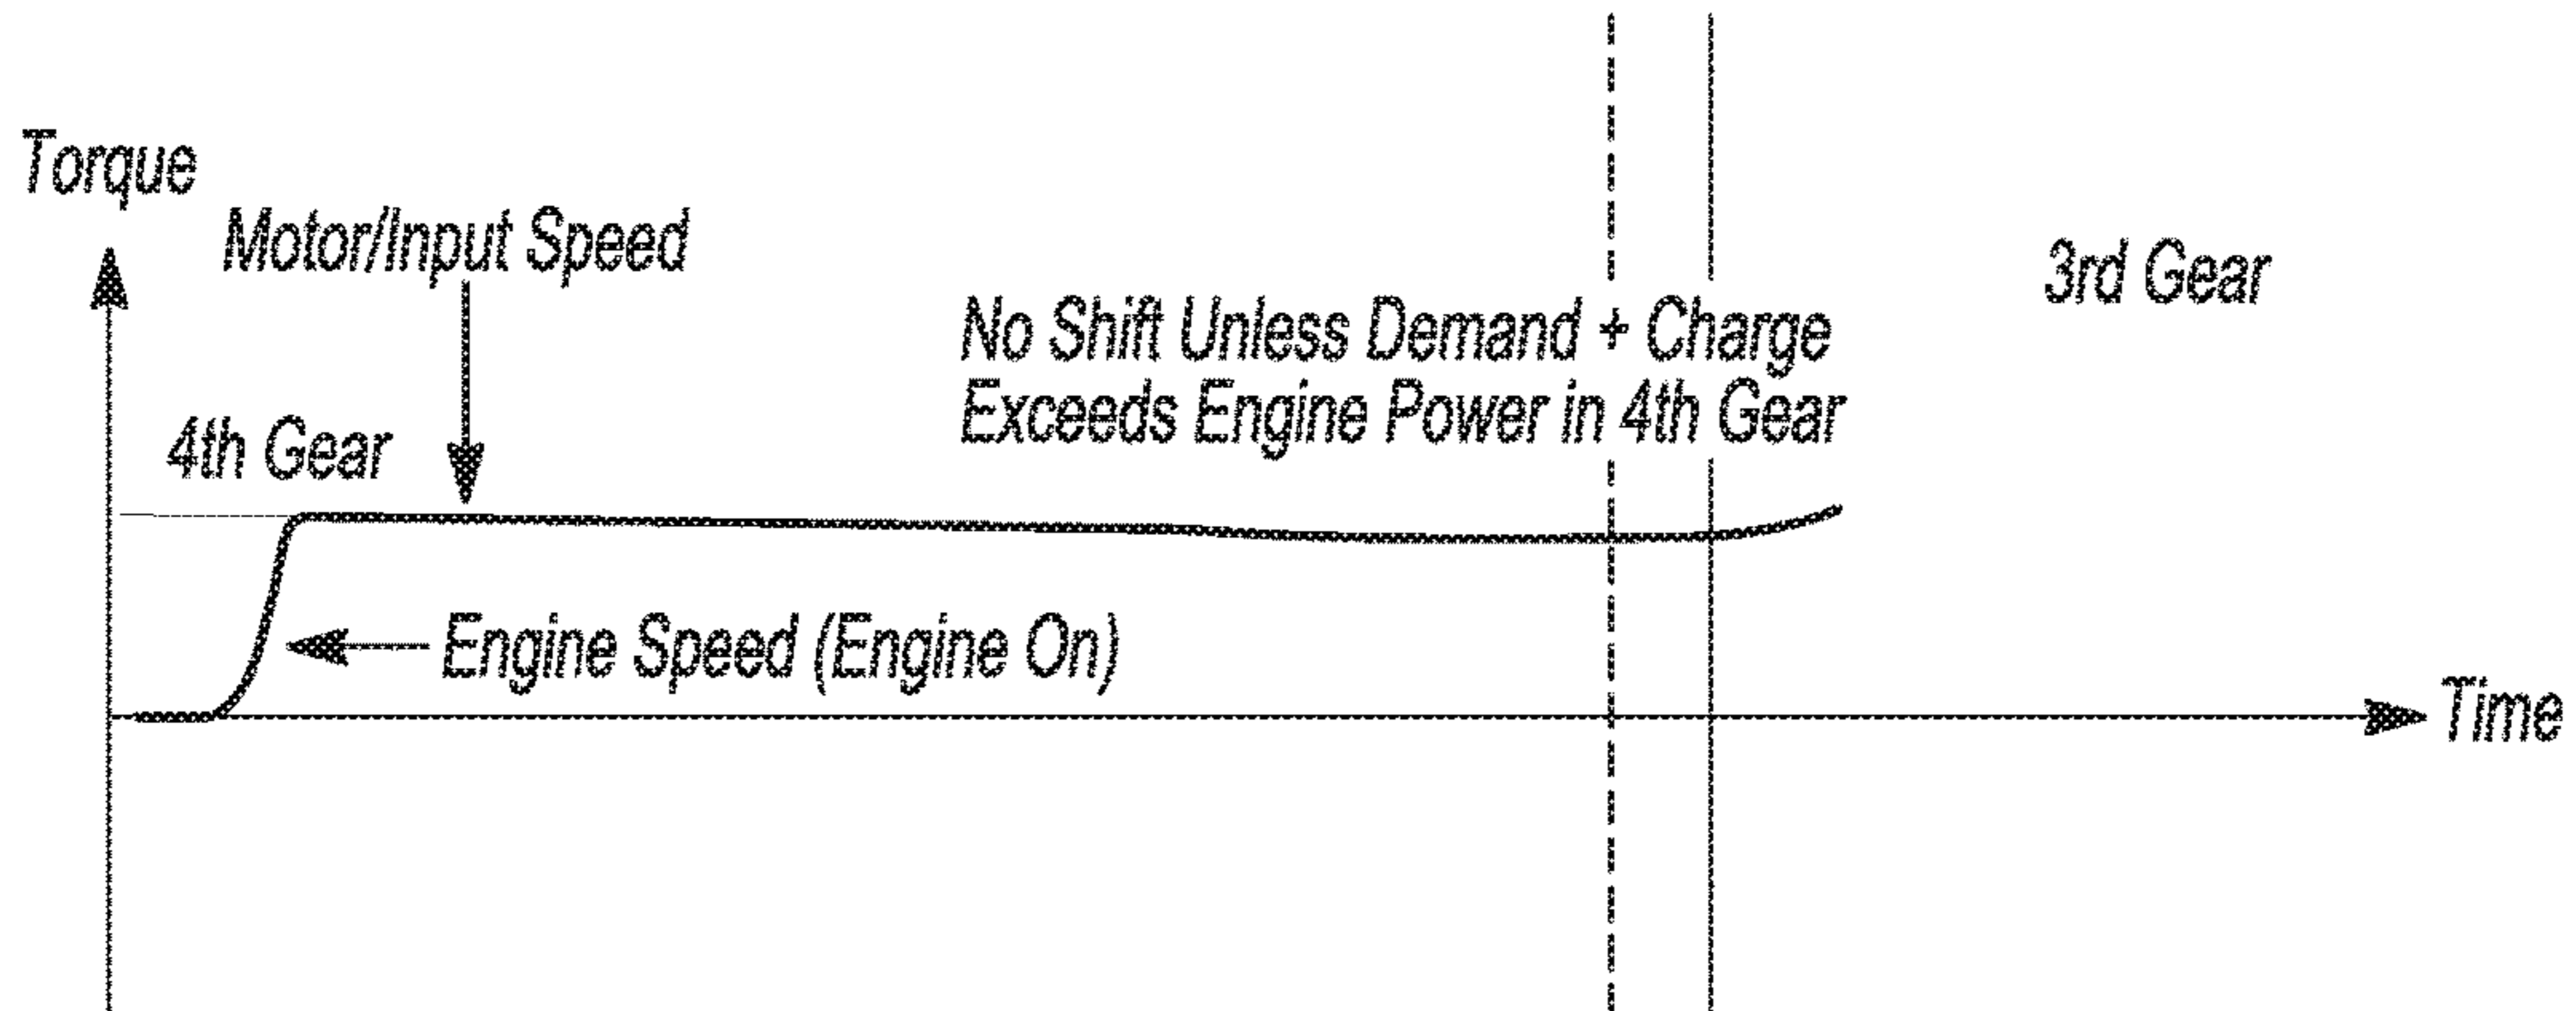 Torque
Motor/Input Speed
3rd Gear
No Shift Unless Demand + Charge
Exceeds Engine Power in 4th Gear
4th Gear
Engine Speed (Engine On)
Time